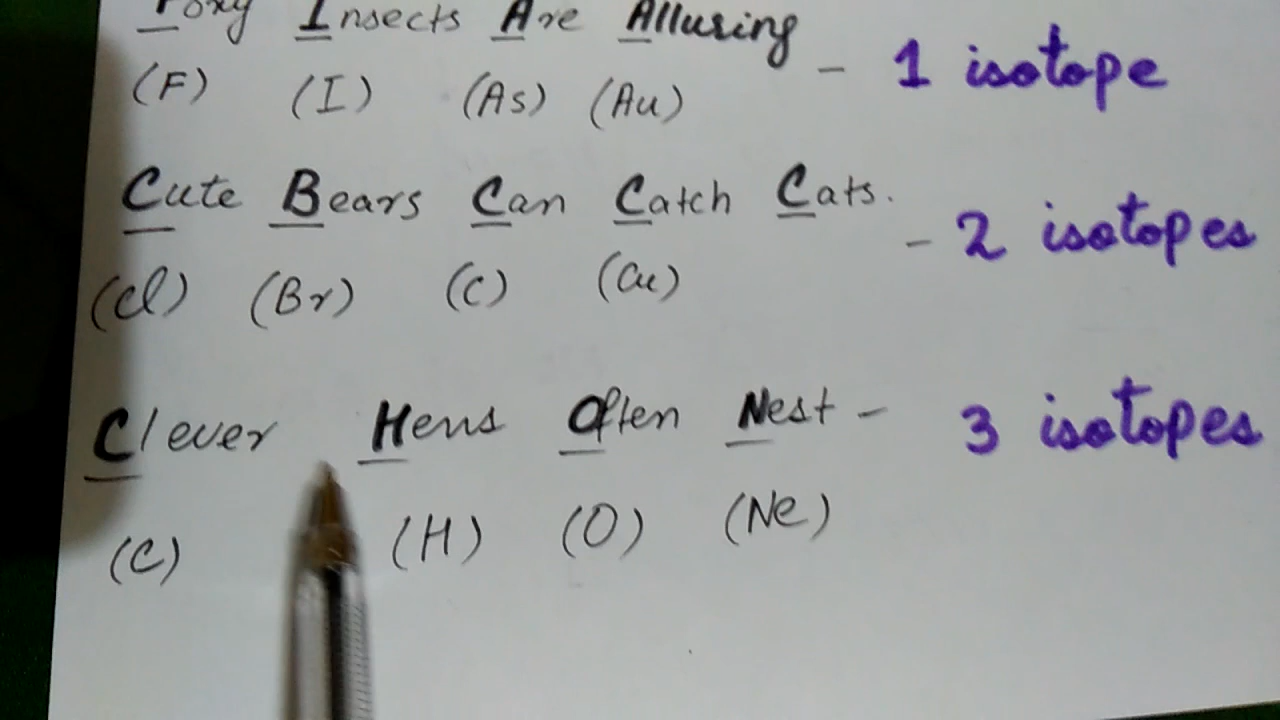 Foxy Insects Are Alluring - 1 isotope
(F) (I) (As) (Au)
Cute Bears Can Catch Cats. - 2 isotopes
(Cl) (Br) (C) (Cu)
Clever Hens Often Nest - 3 isotopes
(C) (H) (O) (Ne)